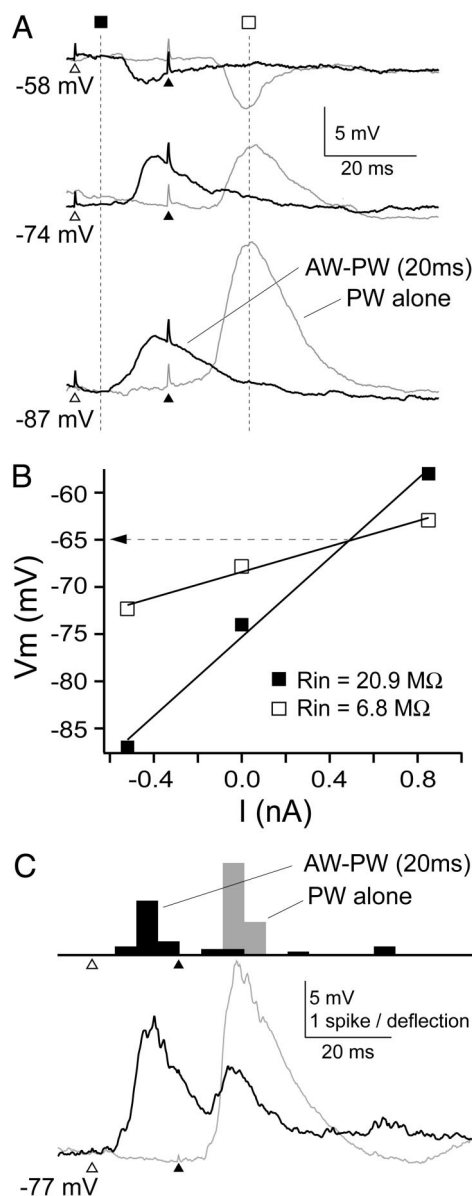 A
-58 mV
5 mV
20 ms
-74 mV
AW-PW (20ms)
PW alone
-87 mV
B
-60
-65
-70
-75
-80
-85
Vm (mV)
Rin = 20.9 MΩ
Rin = 6.8 MΩ
-0.4
0.0
0.4
0.8
I (nA)
C
AW-PW (20ms)
PW alone
5 mV
1 spike / deflection
20 ms
-77 mV